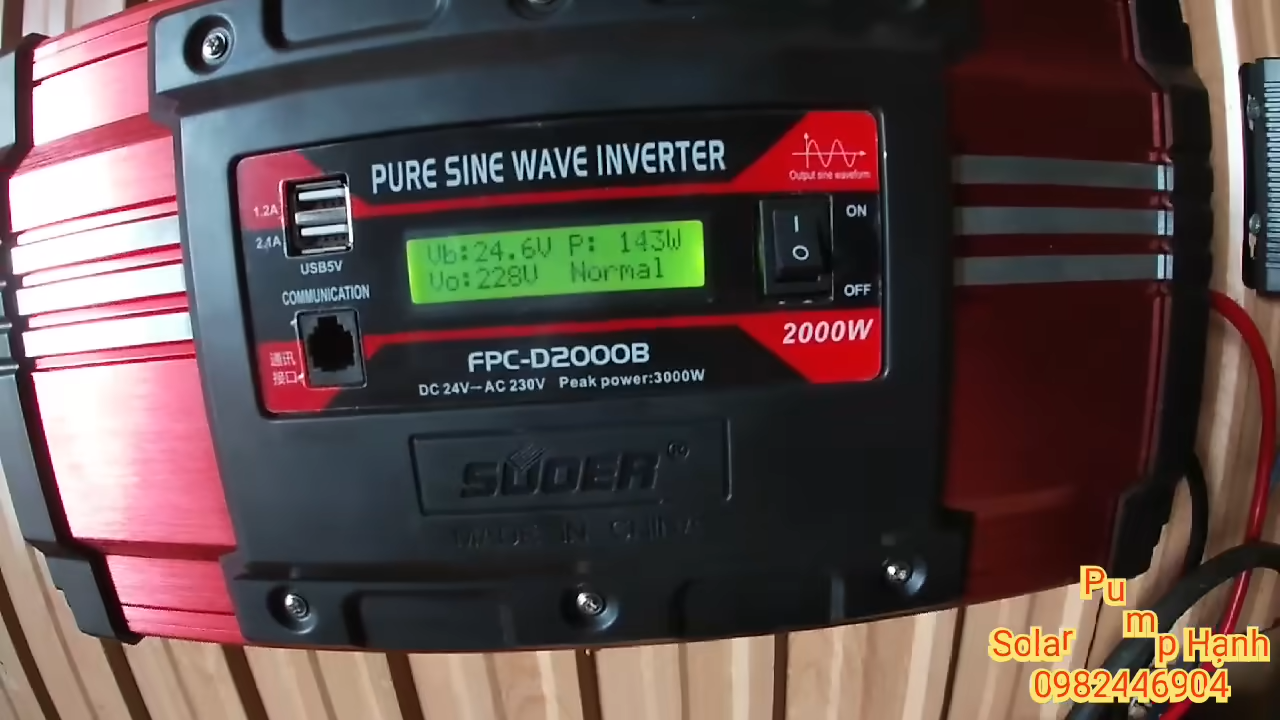 PURE SINE WAVE INVERTER
Output sine waveform
1.2A
2.1A
USB5V
Vb:24.6V P: 143W
Vo:228V Normal
I
O
ON
OFF
COMMUNICATION
通讯
接口
2000W
FPC-D2000B
DC 24V—AC 230V Peak power:3000W
SUOER®
MADE IN CHINA
Solar Pump Hạnh
0982446904